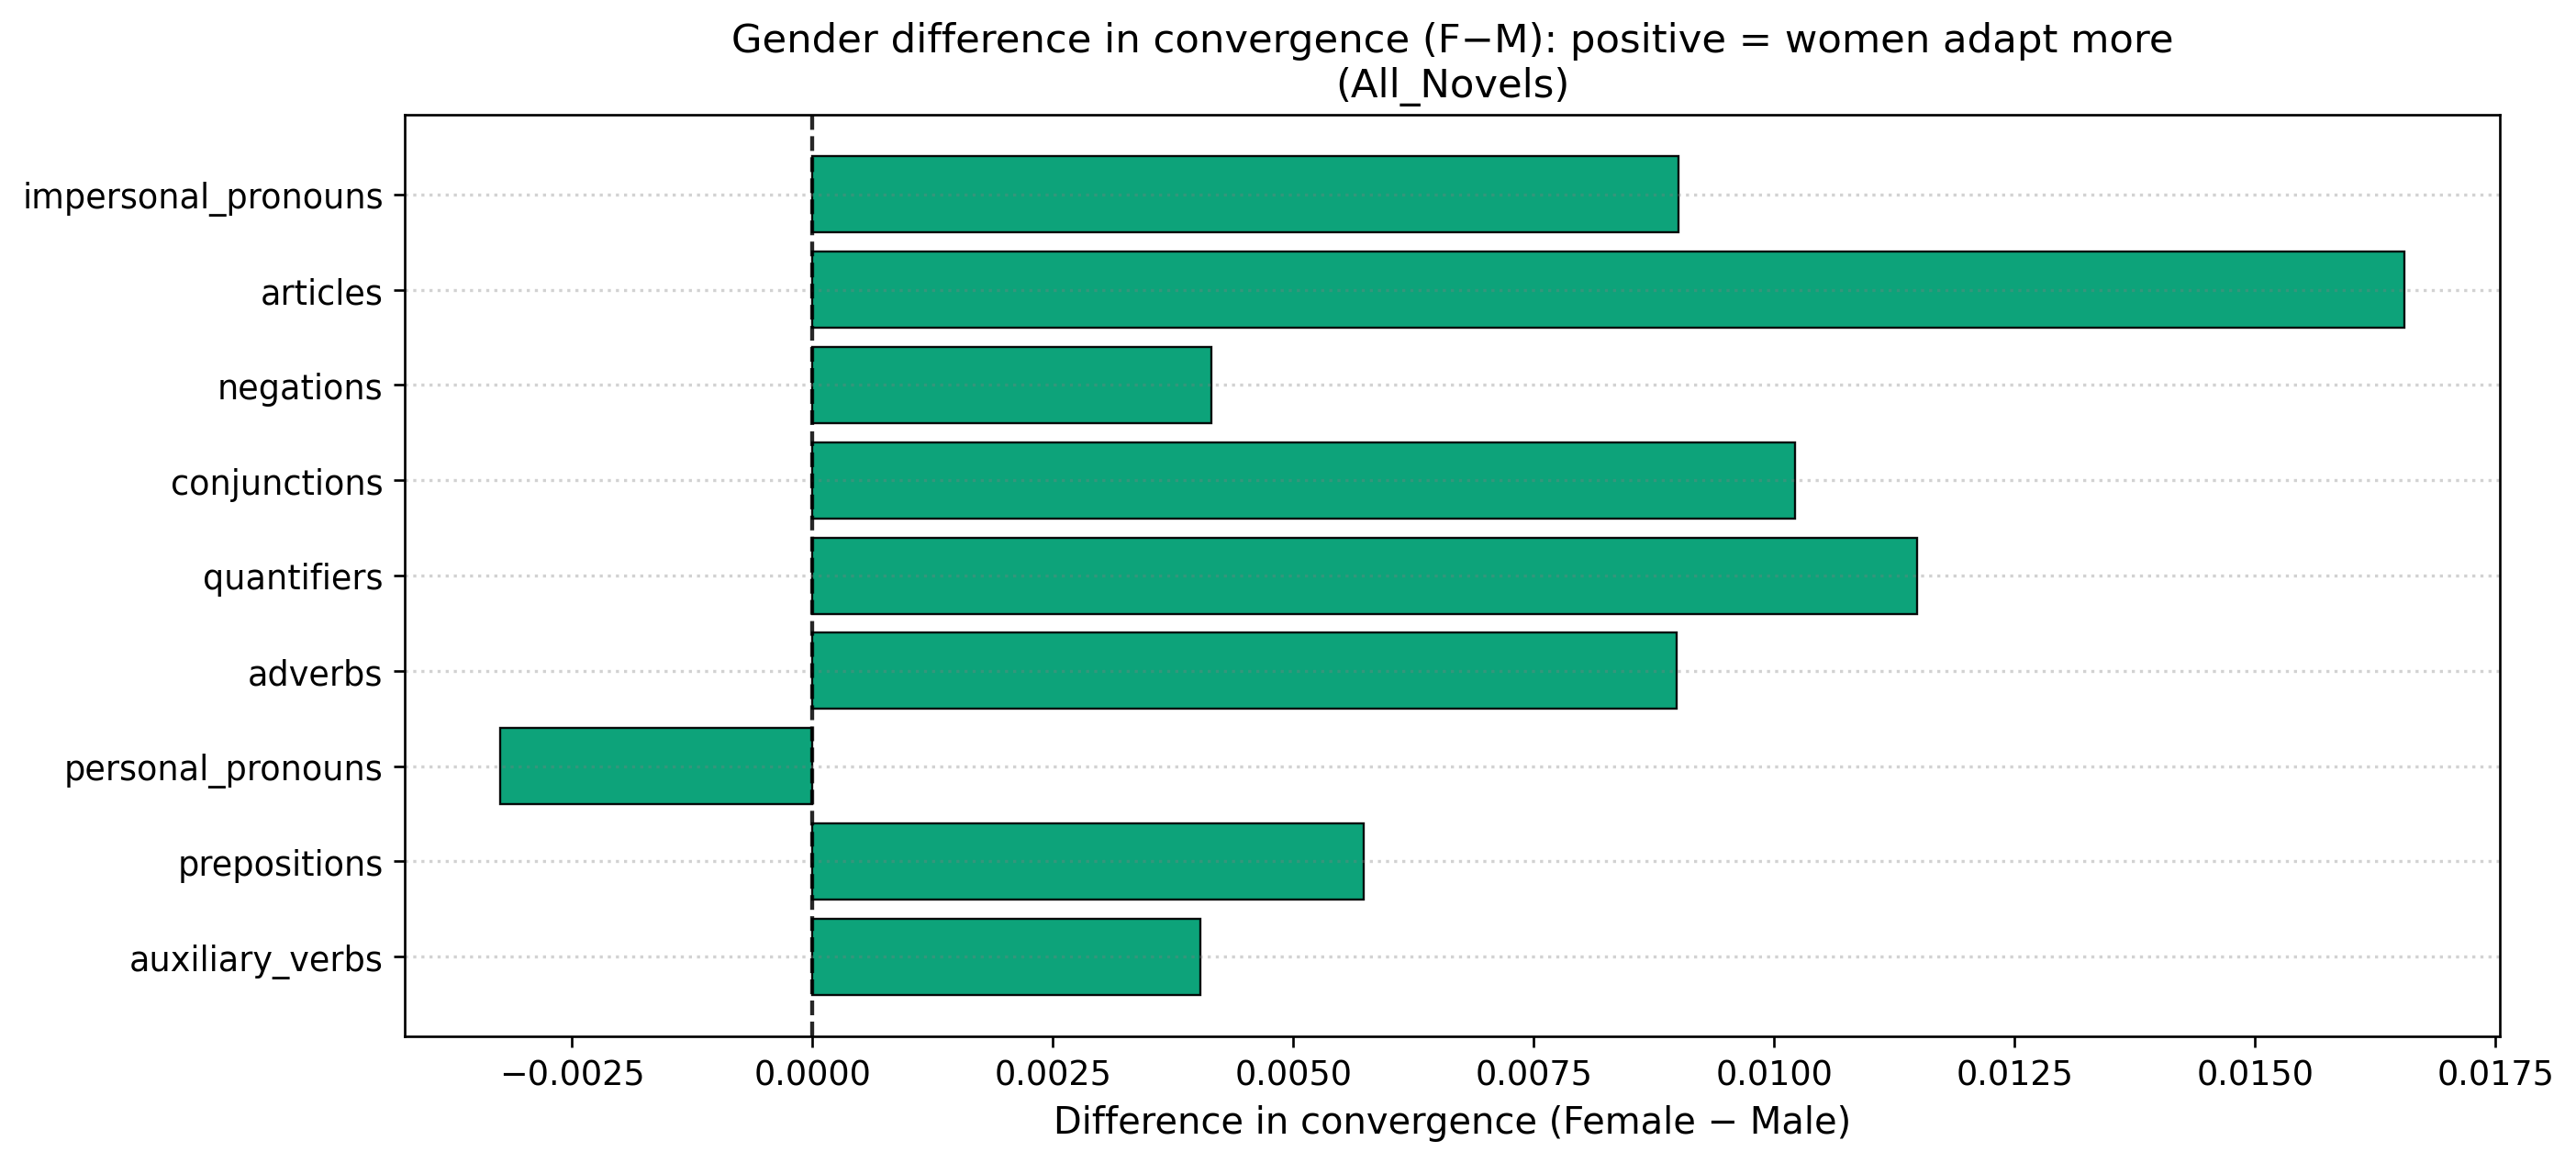 Gender difference in convergence (F−M): positive = women adapt more
(All_Novels)
impersonal_pronouns
articles
negations
conjunctions
quantifiers
adverbs
personal_pronouns
prepositions
auxiliary_verbs
−0.0025 0.0000 0.0025 0.0050 0.0075 0.0100 0.0125 0.0150 0.0175
Difference in convergence (Female − Male)